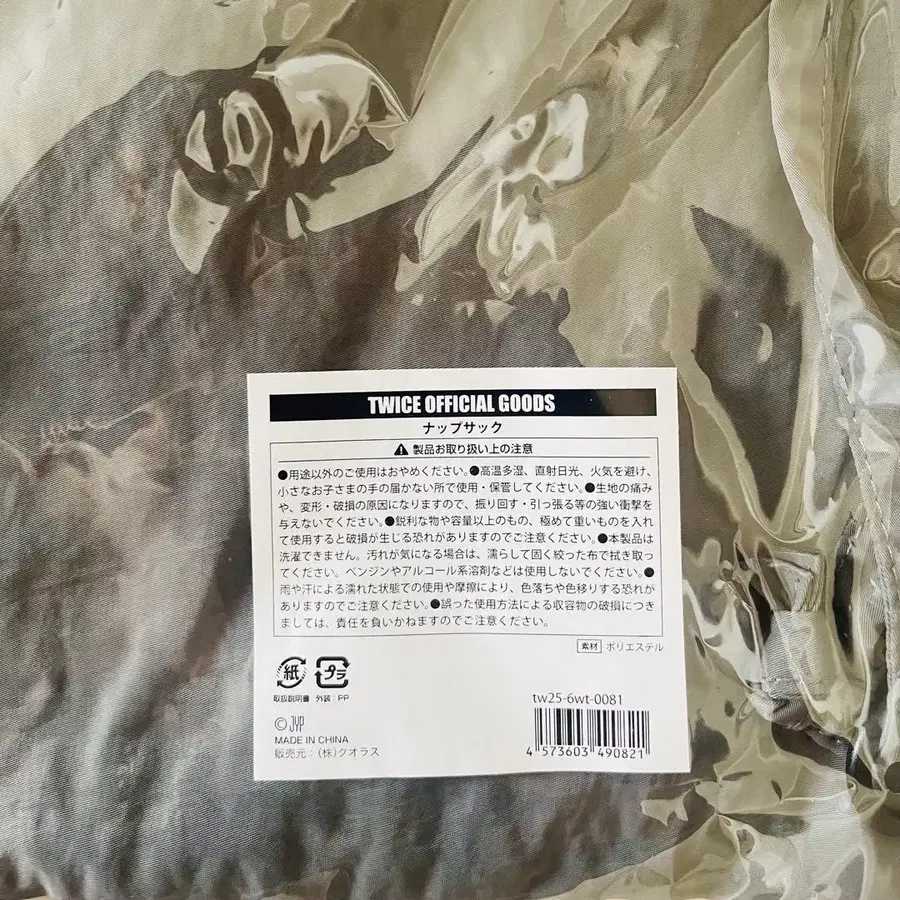 TWICE OFFICIAL GOODS
ナップサック
⚠ 製品お取り扱い上の注意
●用途以外のご使用はおやめください。●高温多湿、直射日光、火気を避け、
小さなお子さまの手の届かない所で使用・保管してください。●生地の痛み
や、変形・破損の原因になりますので、振り回す・引っ張る等の強い衝撃を
与えないでください。●鋭利な物や容量以上のもの、極めて重いものを入れ
て使用すると破損が生じる恐れがありますのでご注意ください。●本製品は
洗濯できません。汚れが気になる場合は、濡らして固く絞った布で拭き取っ
てください。ベンジンやアルコール系溶剤などは使用しないでください。●
雨や汗による濡れた状態での使用や摩擦により、色落ちや色移りする恐れが
ありますのでご注意ください。●誤った使用方法による収容物の破損につき
ましては、責任を負いかねますのでご注意ください。
素材 ポリエステル
紙 プラ
取扱説明書 外装：PP
tw25-6wt-0081
©JYP
MADE IN CHINA
販売元：(株)クオラス
4 573603 490821